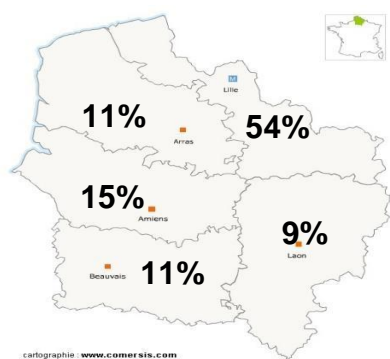 Lille
11%
54%
Arras
15%
Amiens
9%
Laon
Beauvais
11%
cartographie : www.comersis.com